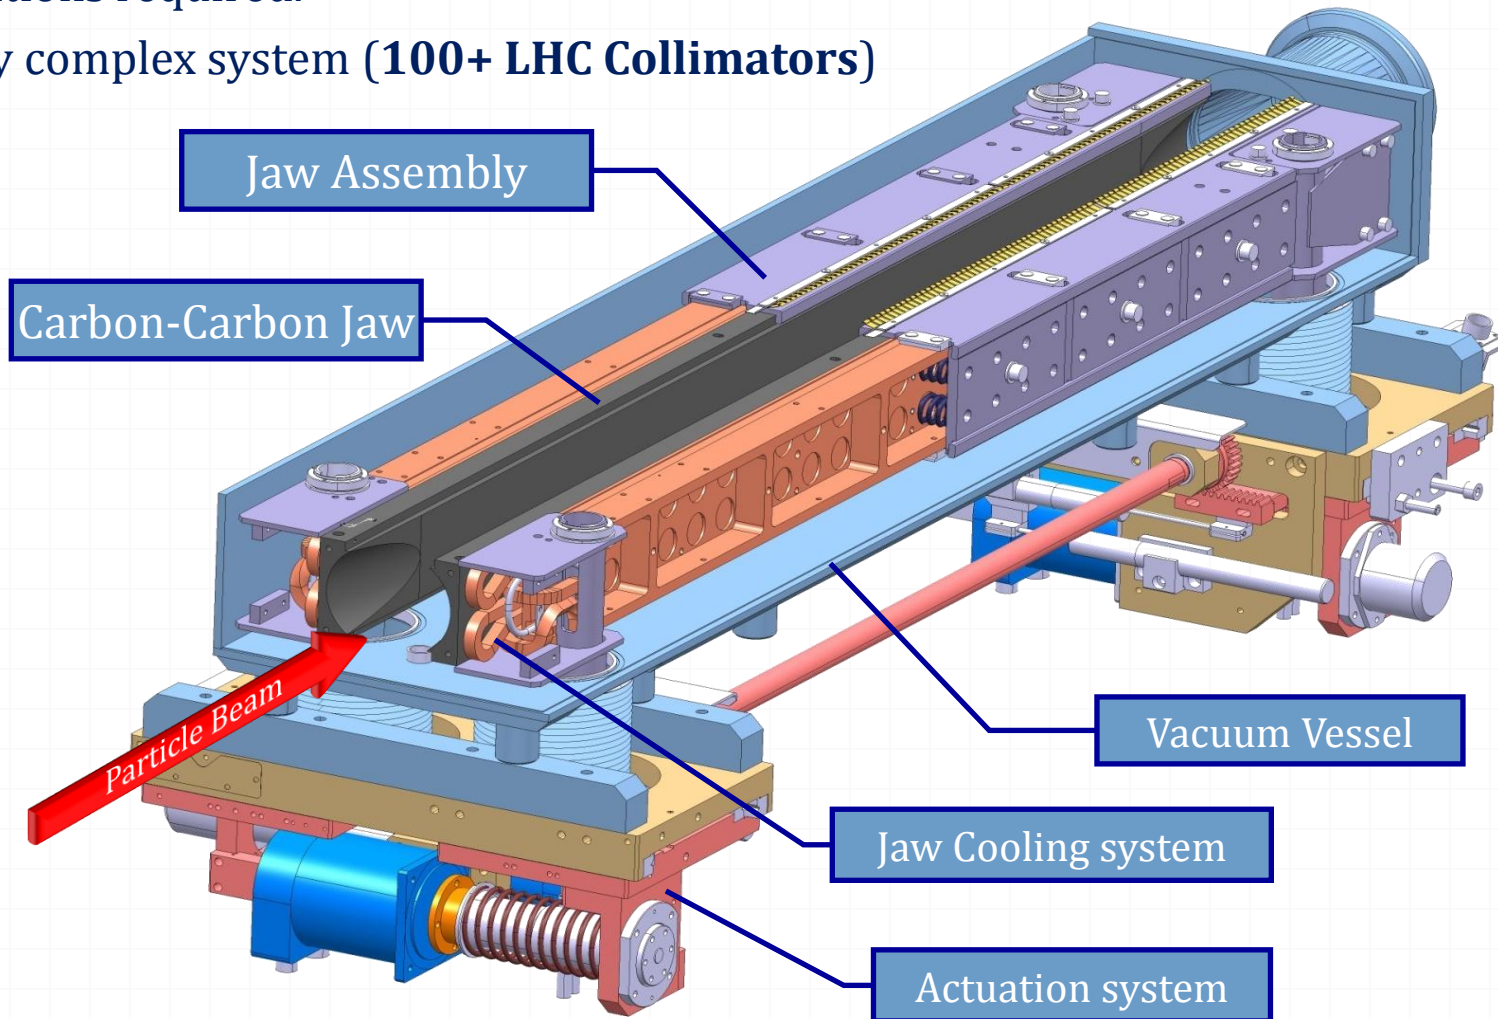 required.
complex system (100+ LHC Collimators)
Jaw Assembly
Carbon-Carbon Jaw
Particle Beam
Vacuum Vessel
Jaw Cooling system
Actuation system